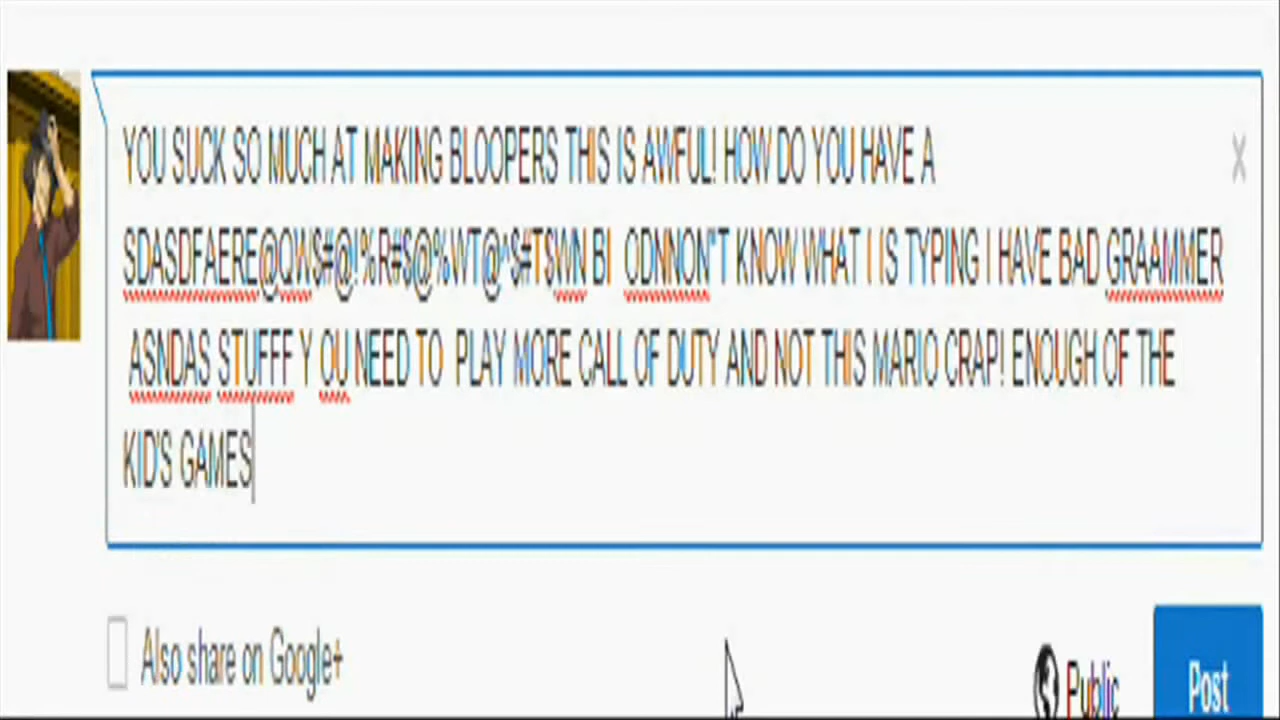 YOU SUCK SO MUCH AT MAKING BLOOPERS THIS IS AWFUL! HOW DO YOU HAVE A
X
SDASDFAERE@QW$#@!%R#$@%WT@^$#TSWN BI ODNNON"T KNOW WHAT I IS TYPING I HAVE BAD GRAAMMER
ASNDAS STUFFF Y OU NEED TO PLAY MORE CALL OF DUTY AND NOT THIS MARIO CRAP! ENOUGH OF THE
KID'S GAMES
Also share on Google+
Public
Post